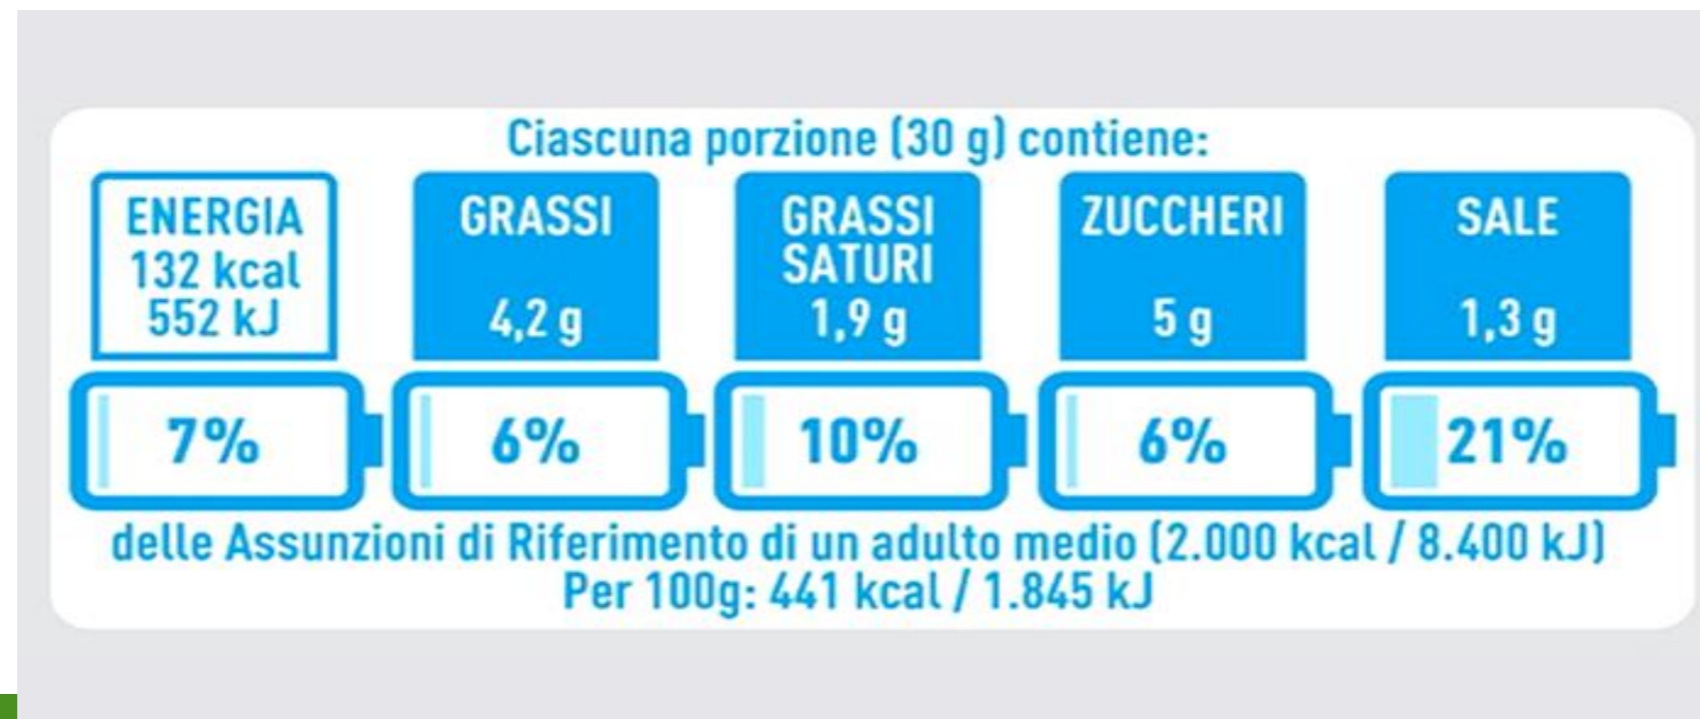 Ciascuna porzione (30 g) contiene:
ENERGIA
132 kcal
552 kJ
7%
GRASSI
4,2 g
6%
GRASSI
SATURI
1,9 g
10%
ZUCCHERI
5 g
6%
SALE
1,3 g
21%
delle Assunzioni di Riferimento di un adulto medio (2.000 kcal / 8.400 kJ)
Per 100g: 441 kcal / 1.845 kJ